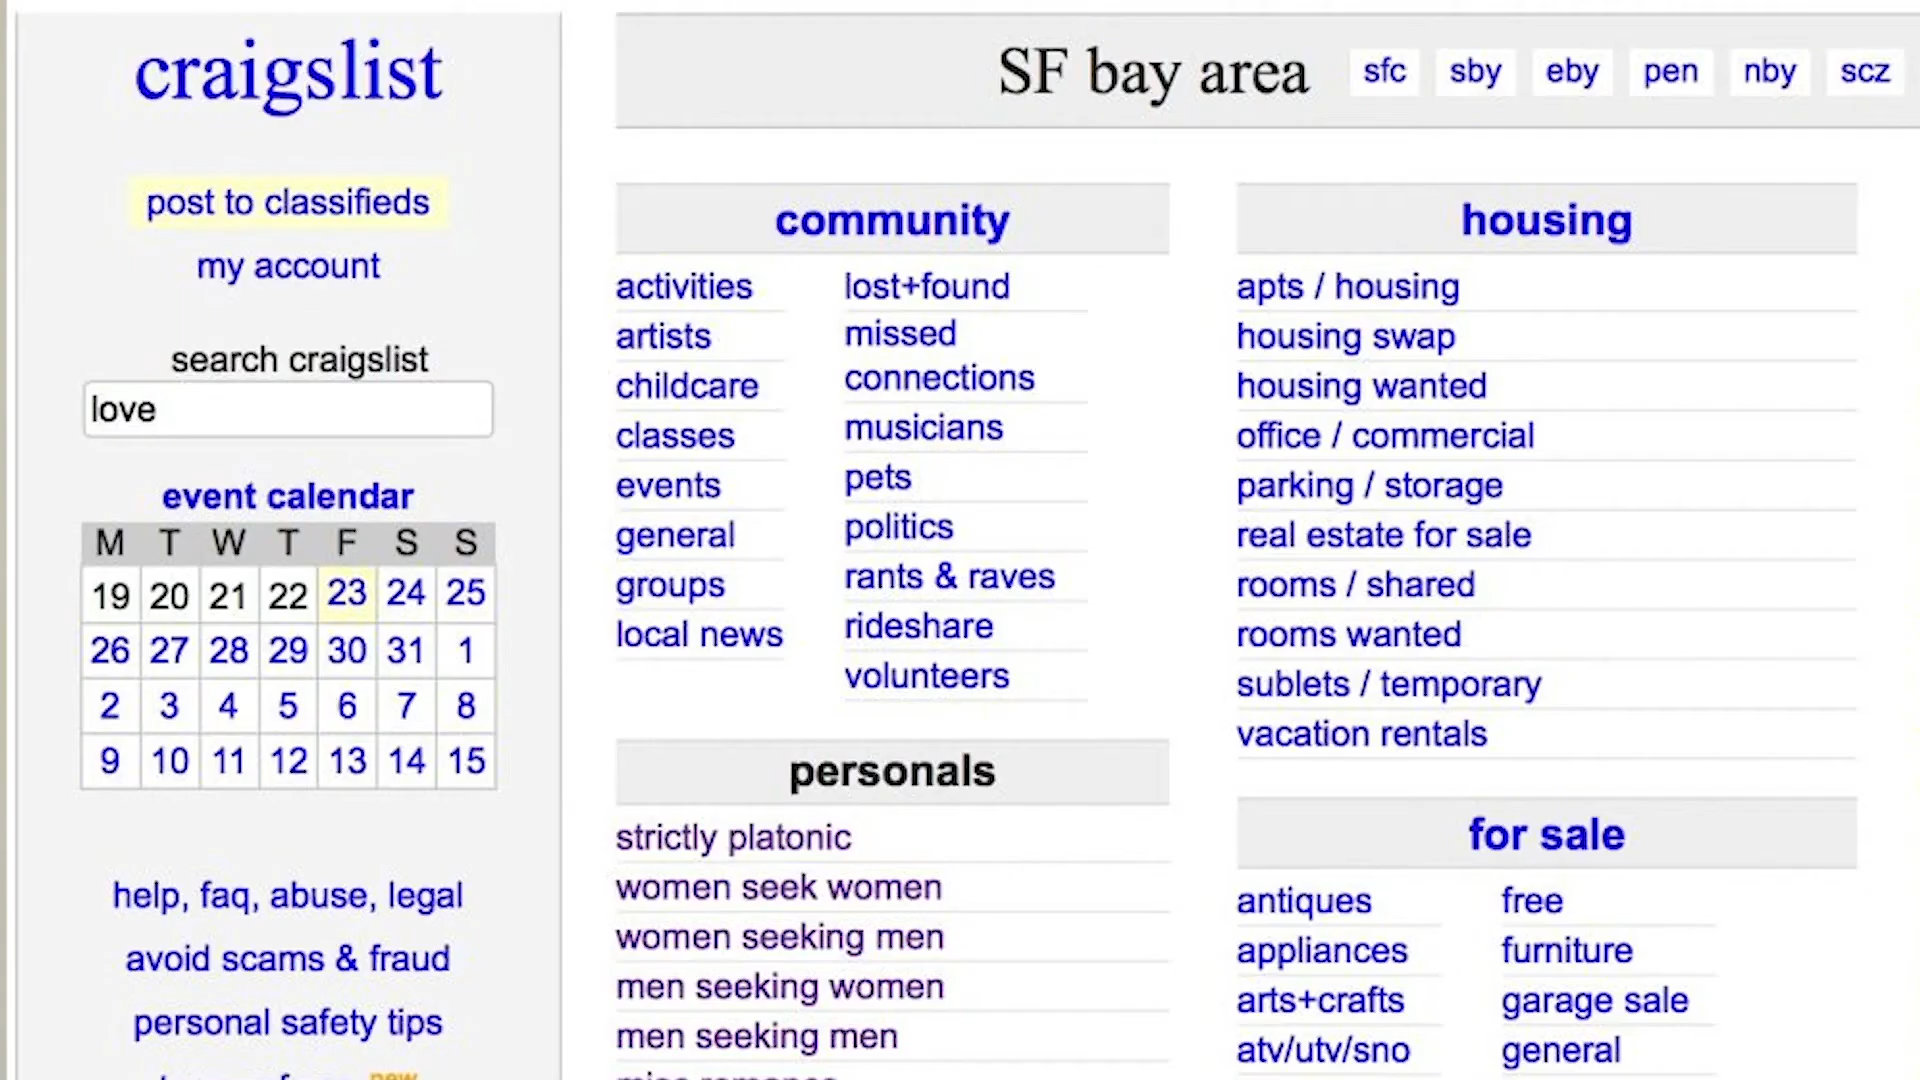 craigslist
post to classifieds
my account
search craigslist
love
event calendar
M T W T F S S
19 20 21 22 23 24 25
26 27 28 29 30 31 1
2 3 4 5 6 7 8
9 10 11 12 13 14 15
help, faq, abuse, legal
avoid scams & fraud
personal safety tips
new
SF bay area sfc sby eby pen nby scz
community
activities
artists
childcare
classes
events
general
groups
local news
lost+found
missed
connections
musicians
pets
politics
rants & raves
rideshare
volunteers
personals
strictly platonic
women seek women
women seeking men
men seeking women
men seeking men
misc romance
housing
apts / housing
housing swap
housing wanted
office / commercial
parking / storage
real estate for sale
rooms / shared
rooms wanted
sublets / temporary
vacation rentals
for sale
antiques
appliances
arts+crafts
atv/utv/sno
free
furniture
garage sale
general